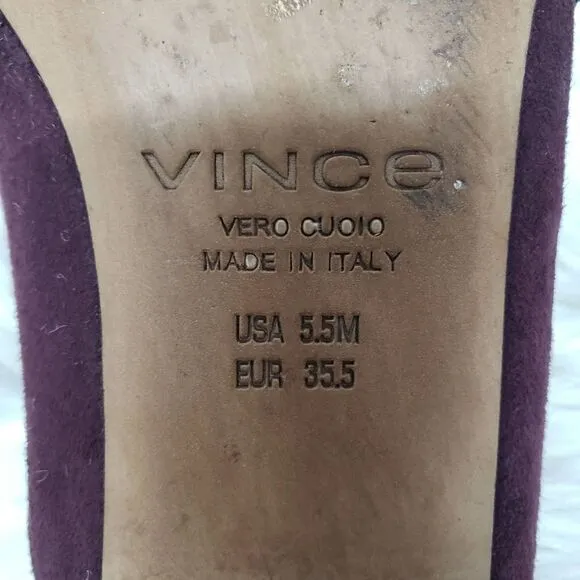 VINCE.
VERO CUOIO
MADE IN ITALY
USA 5.5M
EUR 35.5